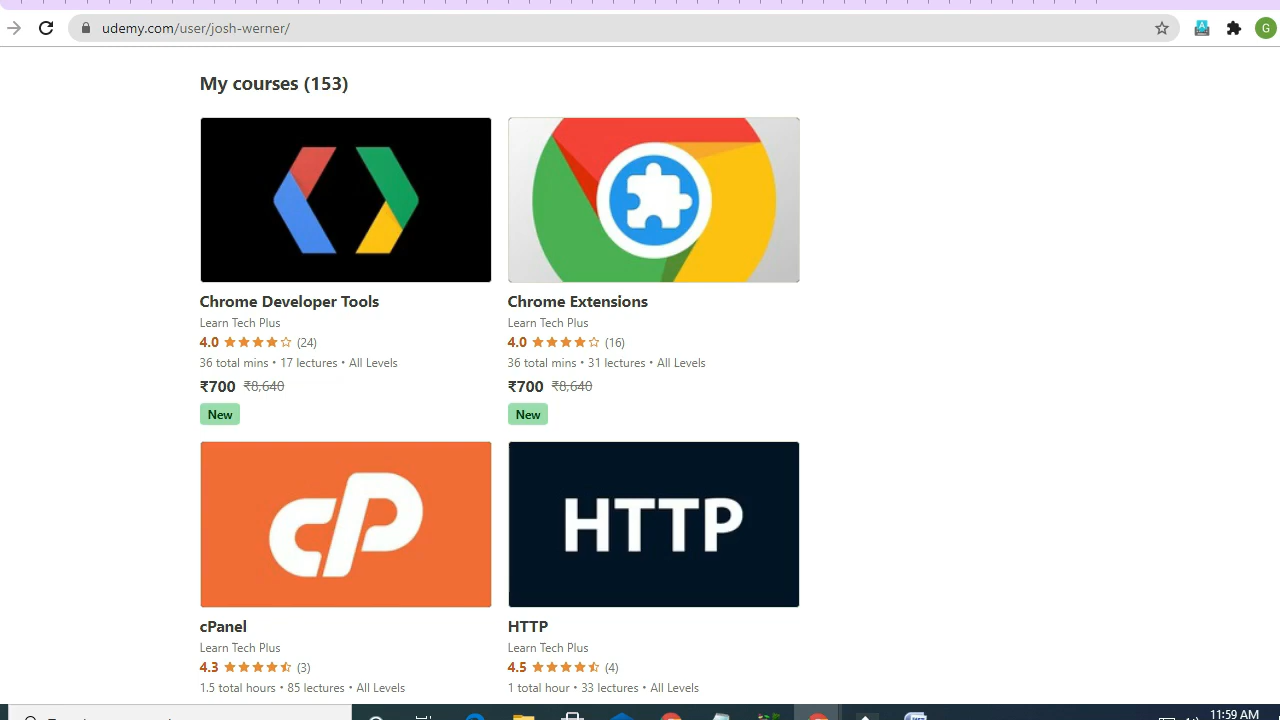 udemy.com/user/josh-werner/
G
My courses (153)
Chrome Developer Tools
Learn Tech Plus
4.0 (24)
36 total mins • 17 lectures • All Levels
₹700 ₹8,640
New
Chrome Extensions
Learn Tech Plus
4.0 (16)
36 total mins • 31 lectures • All Levels
₹700 ₹8,640
New
cP
cPanel
Learn Tech Plus
4.3 (3)
1.5 total hours • 85 lectures • All Levels
HTTP
HTTP
Learn Tech Plus
4.5 (4)
1 total hour • 33 lectures • All Levels
11:59 AM